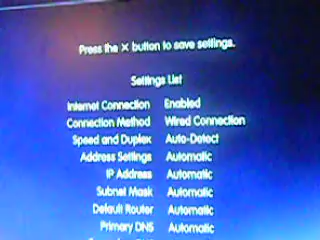 Press the X button to save settings.
Settings List
Internet Connection Enabled
Connection Method Wired Connection
Speed and Duplex Auto-Detect
Address Settings Automatic
IP Address Automatic
Subnet Mask Automatic
Default Router Automatic
Primary DNS Automatic